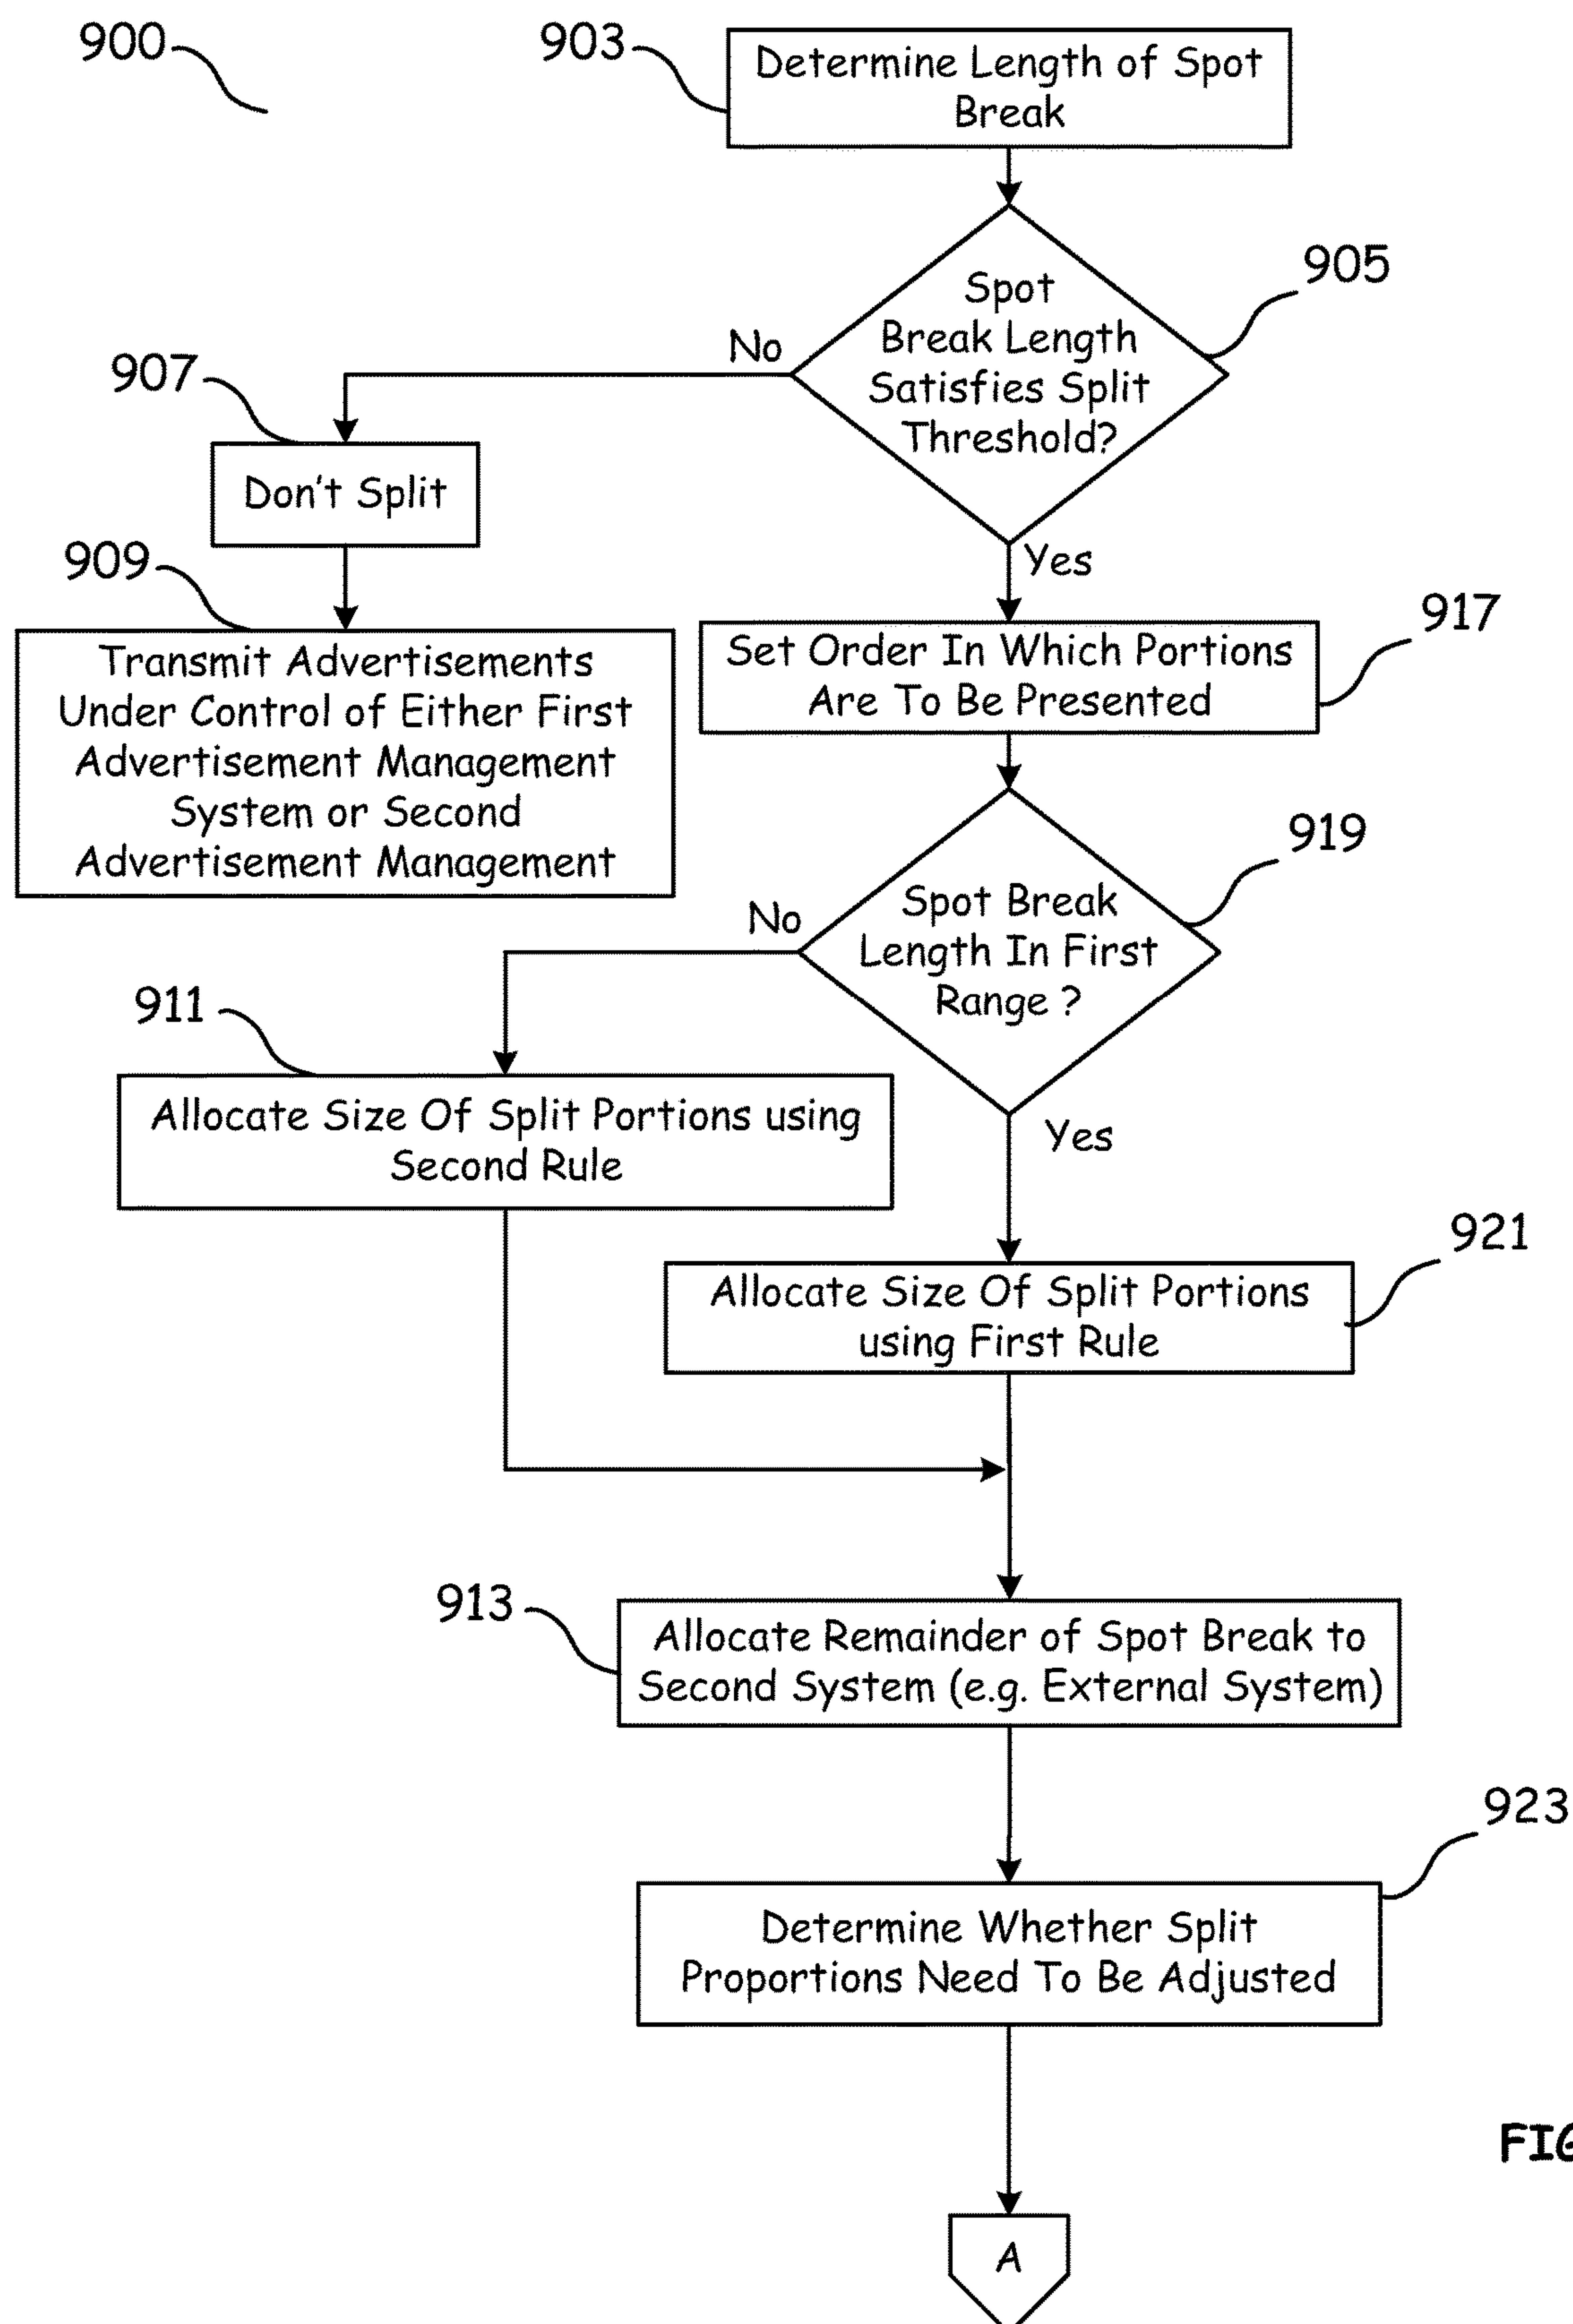 900
903
Determine Length of Spot
Break
905
Spot
Break Length
Satisfies Split
Threshold?
No
Yes
907
Don't Split
909
Transmit Advertisements
Under Control of Either First
Advertisement Management
System or Second
Advertisement Management
917
Set Order In Which Portions
Are To Be Presented
919
Spot Break
Length In First
Range ?
No
Yes
911
Allocate Size Of Split Portions using
Second Rule
921
Allocate Size Of Split Portions
using First Rule
913
Allocate Remainder of Spot Break to
Second System (e.g. External System)
923
Determine Whether Split
Proportions Need To Be Adjusted
FIG
A